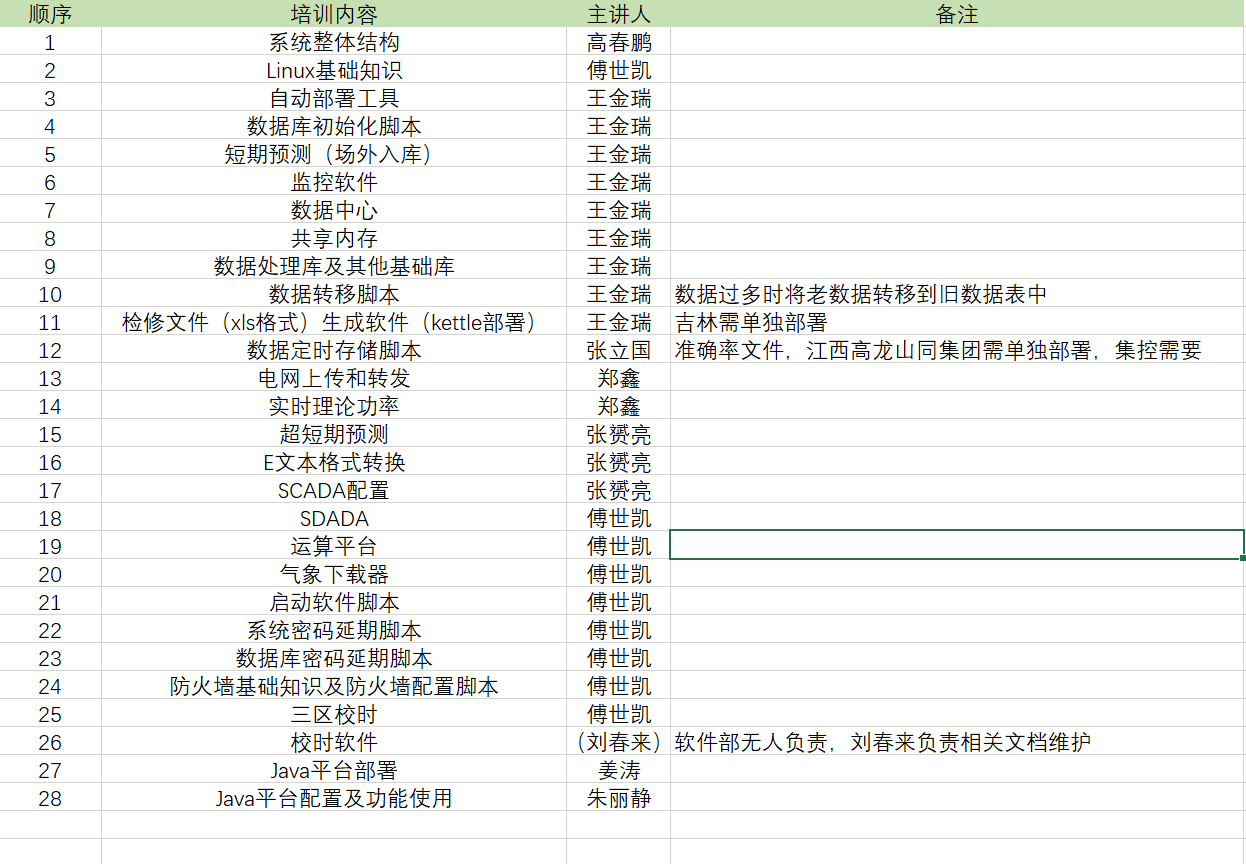 顺序 培训内容 主讲人 备注
1 系统整体结构 高春鹏
2 Linux基础知识 傅世凯
3 自动部署工具 王金瑞
4 数据库初始化脚本 王金瑞
5 短期预测（场外入库） 王金瑞
6 监控软件 王金瑞
7 数据中心 王金瑞
8 共享内存 王金瑞
9 数据处理库及其他基础库 王金瑞
10 数据转移脚本 王金瑞 数据过多时将老数据转移到旧数据表中
11 检修文件（xls格式）生成软件（kettle部署） 王金瑞 吉林需单独部署
12 数据定时存储脚本 张立国 准确率文件，江西高龙山同集团需单独部署，集控需要
13 电网上传和转发 郑鑫
14 实时理论功率 郑鑫
15 超短期预测 张赟亮
16 E文本格式转换 张赟亮
17 SCADA配置 张赟亮
18 SDADA 傅世凯
19 运算平台 傅世凯
20 气象下载器 傅世凯
21 启动软件脚本 傅世凯
22 系统密码延期脚本 傅世凯
23 数据库密码延期脚本 傅世凯
24 防火墙基础知识及防火墙配置脚本 傅世凯
25 三区校时 傅世凯
26 校时软件 （刘春来） 软件部无人负责，刘春来负责相关文档维护
27 Java平台部署 姜涛
28 Java平台配置及功能使用 朱丽静